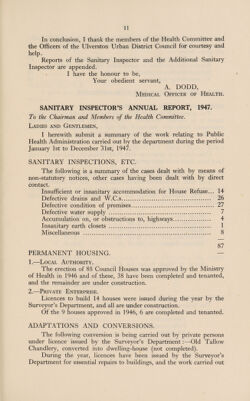 11
In conclusion, I thank the members of the Health Committee and
the Officers of the Ulverston Urban District Council for courtesy and
help.
Reports of the Sanitary Inspector and the Additional Sanitary
Inspector are appended.
I have the honour to be,
Your obedient servant,
A. DODD,
MEDICAL OFFICER OF HEALTH.
SANITARY INSPECTOR'S ANNUAL REPORT, 1947.
To the Chairman and Members of the Health Committee.
LADIES AND GENTLEMEN,
I herewith submit a summary of the work relating to Public
Health Administration carried out by the department during the period
January 1st to December 31st, 1947.
SANITARY INSPECTIONS, ETC.
The following is a summary of the cases dealt with by means of
non-statutory notices, other cases having been dealt with by direct
contact.
Insufficient or insanitary accommodation for House Refuse... 14
Defective drains and W.C.s ... 26
Defective condition of premises ... 27
Defective water supply ... 7
Accumulation on, or obstructions to, highways ... 4
Insanitary earth closets ... 1
Miscellaneous ... 8
87
PERMANENT HOUSING.
1.—LOCAL AUTHORITY.
The erection of 88 Council Houses was approved by the Ministry
of Health in 1946 and of these, 38 have been completed and tenanted,
and the remainder are under construction.
2.—PRIVATE ENTERPRISE.
Licences to build 14 houses were issued during the year by the
Surveyor's Department, and all are under construction.
Of the 9 houses approved in 1946, 6 are completed and tenanted.
ADAPTATIONS AND CONVERSIONS.
The following conversion is being carried out by private persons
under licence issued by the Surveyor's Department :—Old Tallow
Chandlery, converted into dwelling-house (not completed).
During the year, licences have been issued by the Surveyor's
Department for essential repairs to buildings, and the work carried out